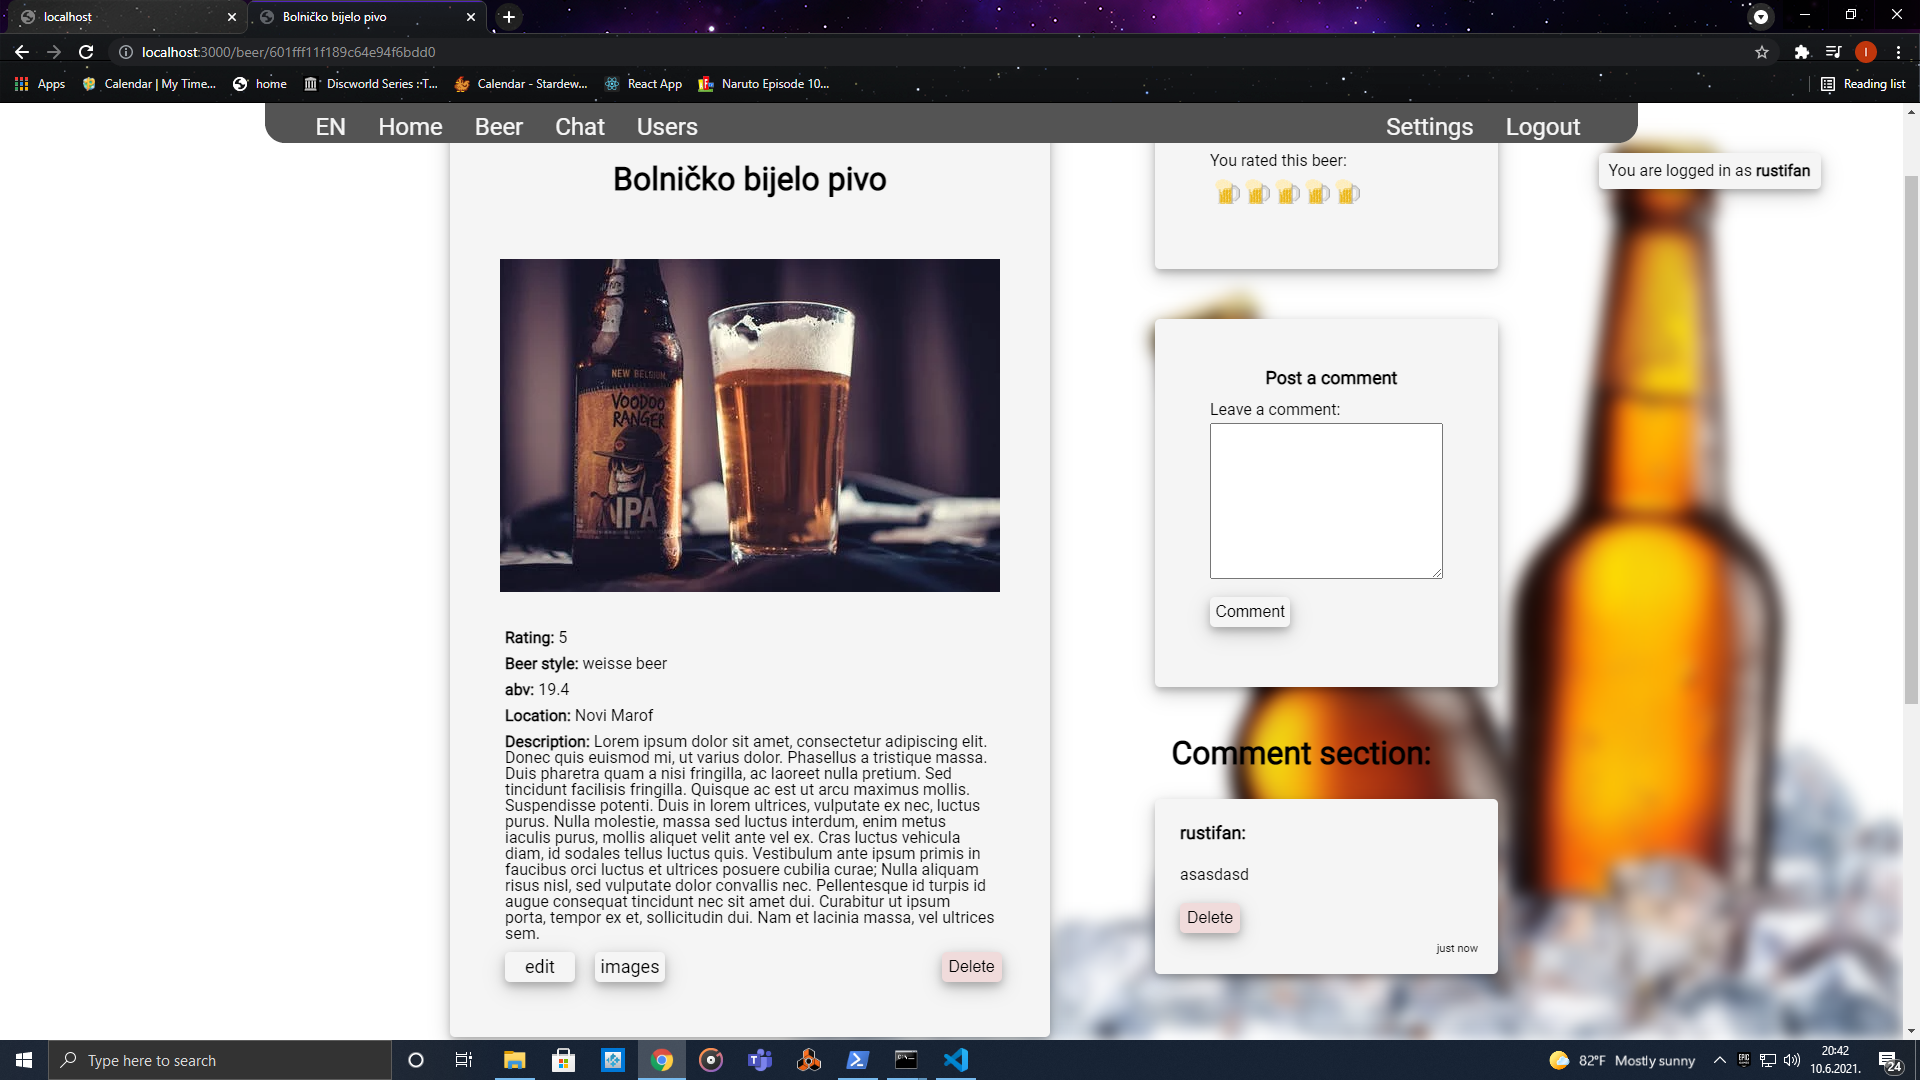 localhost
Bolničko bijelo pivo
localhost:3000/beer/601fff11f189c64e94f6bdd0
Apps
Calendar | My Time...
home
Discworld Series : T...
Calendar - Stardew...
React App
Naruto Episode 10...
Reading list
EN Home Beer Chat Users Settings Logout
You are logged in as rustifan
Bolničko bijelo pivo
NEW BELGIUM
VOODOO
RANGER
IPA
Rating: 5
Beer style: weisse beer
abv: 19.4
Location: Novi Marof
Description: Lorem ipsum dolor sit amet, consectetur adipiscing elit.
Donec quis euismod mi, ut varius dolor. Phasellus a tristique massa.
Duis pharetra quam a nisi fringilla, ac laoreet nulla pretium. Sed
tincidunt facilisis fringilla. Quisque ac est ut arcu maximus mollis.
Suspendisse potenti. Duis in lorem ultrices, vulputate ex nec, luctus
purus. Nulla molestie, massa sed luctus interdum, enim metus
iaculis purus, mollis aliquet velit ante vel ex. Cras luctus vehicula
diam, id sodales tellus luctus quis. Vestibulum ante ipsum primis in
faucibus orci luctus et ultrices posuere cubilia curae; Nulla aliquam
risus nisl, sed vulputate dolor convallis nec. Pellentesque id turpis id
augue consequat tincidunt nec sit amet dui. Curabitur ut ipsum
porta, tempor ex et, sollicitudin dui. Nam et lacinia massa, vel ultrices
sem.
edit images Delete
You rated this beer:
Post a comment
Leave a comment:
Comment
Comment section:
rustifan:
asasdasd
Delete
just now
Type here to search
82°F Mostly sunny
20:42
10.6.2021.
24